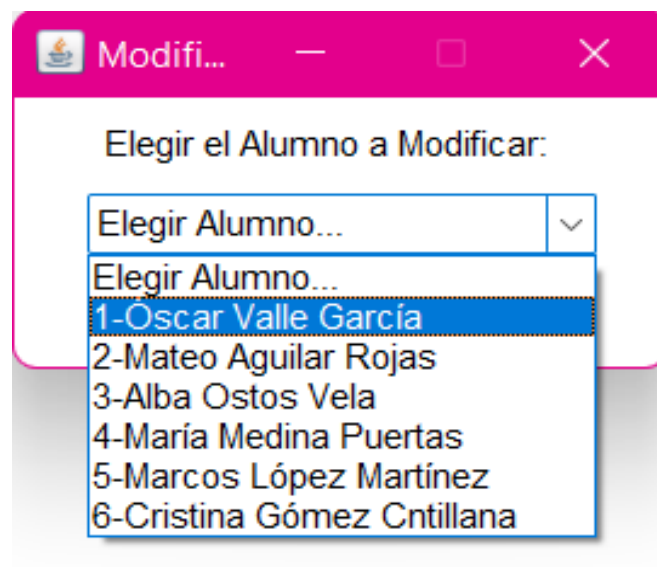 Modifi...
Elegir el Alumno a Modificar:
Elegir Alumno...
Elegir Alumno...
1-Óscar Valle García
2-Mateo Aguilar Rojas
3-Alba Ostos Vela
4-María Medina Puertas
5-Marcos López Martínez
6-Cristina Gómez Cntillana